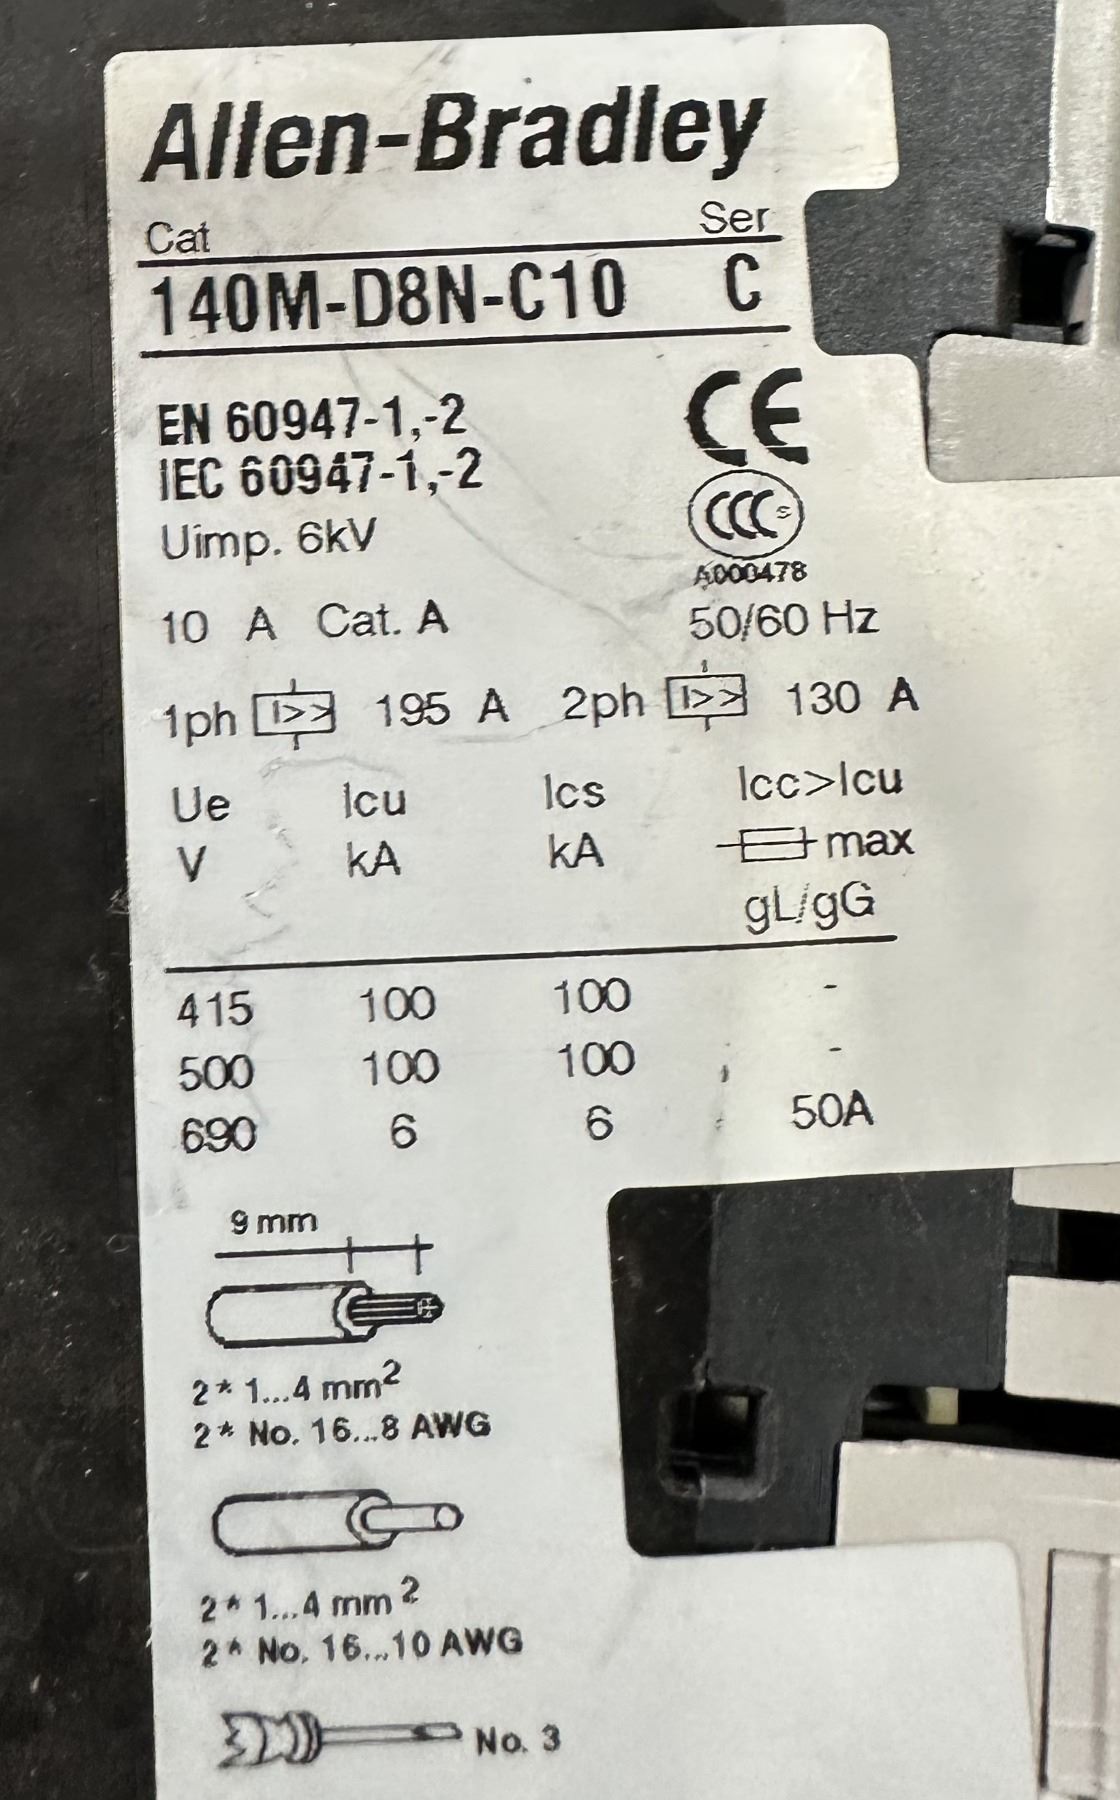 Allen-Bradley
Cat Ser
140M-D8N-C10 C
EN 60947-1,-2
IEC 60947-1,-2
CE
CCC S
A000478
Uimp. 6kV
10 A Cat. A 50/60 Hz
1ph I>> 195 A 2ph I>> 130 A
Ue Icu Ics Icc>Icu
V kA kA max
gL/gG
415 100 100 -
500 100 100 -
690 6 6 50A
9 mm
2* 1...4 mm²
2* No. 16...8 AWG
2* 1...4 mm²
2* No. 16...10 AWG
No. 3